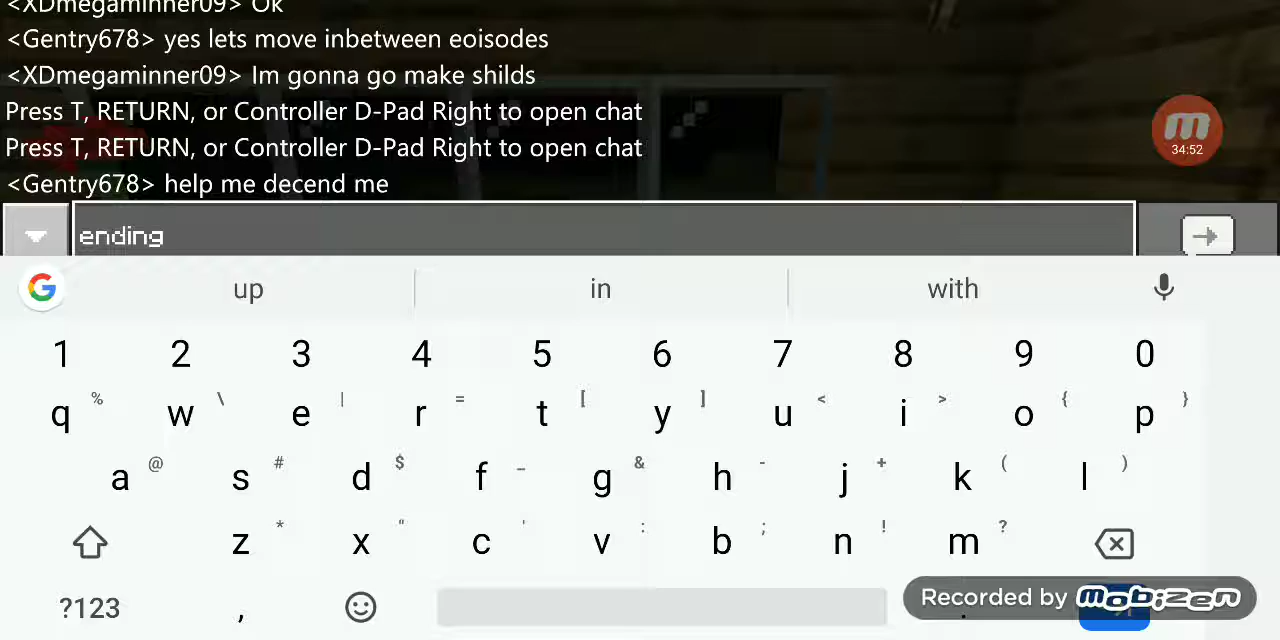 <XDmegaminner09> Ok
<Gentry678> yes lets move inbetween eoisodes
<XDmegaminner09> Im gonna go make shilds
Press T, RETURN, or Controller D-Pad Right to open chat
Press T, RETURN, or Controller D-Pad Right to open chat
m
34:52
<Gentry678> help me decend me
ending
G up in with
1 2 3 4 5 6 7 8 9 0
% \ | = [ ] < > { }
q w e r t y u i o p
@ # $ _ & - + ( )
a s d f g h j k l
* " ' : ; ! ?
z x c v b n m
?123 , .
Recorded by mobizen